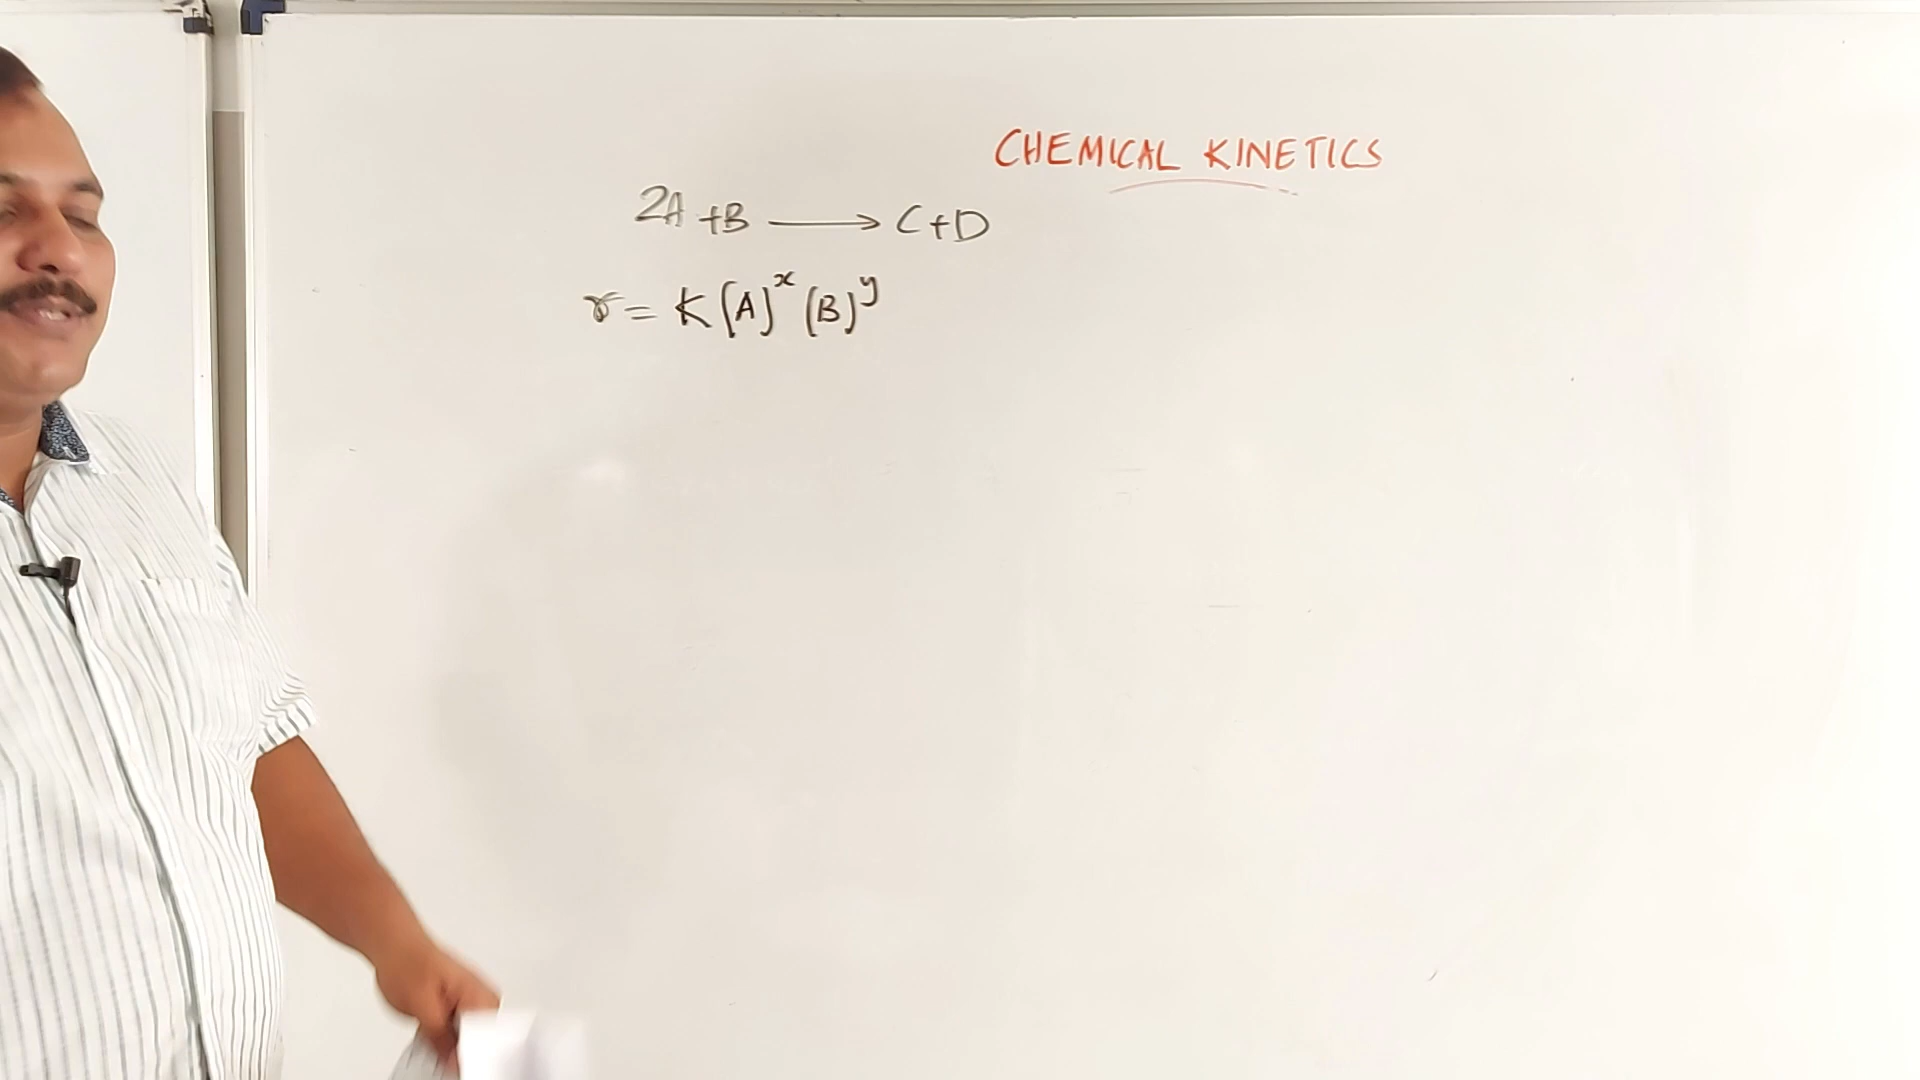 CHEMICAL KINETICS
2A + B ⟶ C + D
r = K (A)^x (B)^y